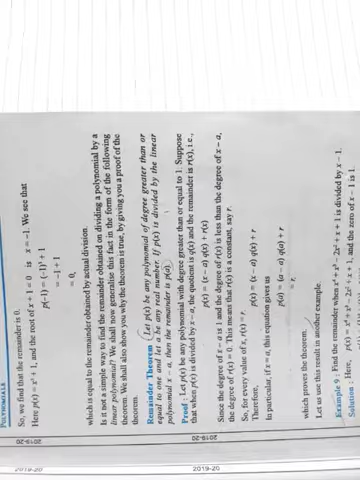 POLYNOMIALS
So, we find that the remainder is 0.
Here p(x) = x³ + 1, and the root of x + 1 = 0 is x = –1. We see that
p(–1) = (–1)³ + 1
= –1 + 1
= 0,
which is equal to the remainder obtained by actual division.
Is it not a simple way to find the remainder obtained on dividing a polynomial by a
linear polynomial? We shall now generalise this fact in the form of the following
theorem. We shall also show you why the theorem is true, by giving you a proof of the
theorem.
Remainder Theorem : Let p(x) be any polynomial of degree greater than or
equal to one and let a be any real number. If p(x) is divided by the linear
polynomial x – a, then the remainder is p(a).
Proof : Let p(x) be any polynomial with degree greater than or equal to 1. Suppose
that when p(x) is divided by x – a, the quotient is q(x) and the remainder is r(x), i.e.,
p(x) = (x – a) q(x) + r(x)
Since the degree of x – a is 1 and the degree of r(x) is less than the degree of x – a,
the degree of r(x) = 0. This means that r(x) is a constant, say r.
So, for every value of x, r(x) = r.
Therefore, p(x) = (x – a) q(x) + r
In particular, if x = a, this equation gives us
p(a) = (a – a) q(a) + r
= r,
which proves the theorem.
Let us use this result in another example.
Example 9 : Find the remainder when x⁴ + x³ – 2x² + x + 1 is divided by x – 1.
Solution : Here, p(x) = x⁴ + x³ – 2x² + x + 1, and the zero of x – 1 is 1.
2019-20
2019-20
2019-20
2019-20